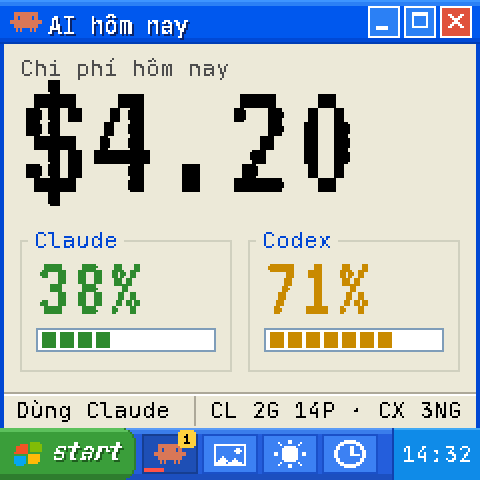 AI hôm nay
Chi phí hôm nay
$4.20
Claude
Codex
38%
71%
Dùng Claude
CL 2G 14P · CX 3NG
start
1
14:32